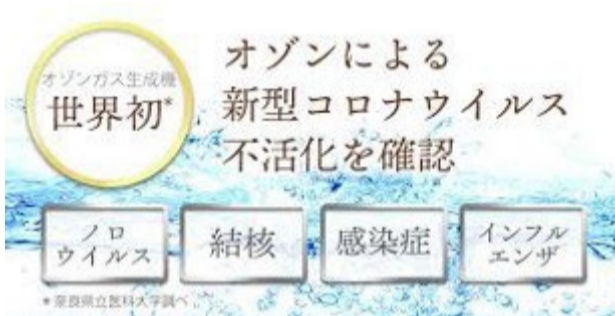 オゾンガス生成機
世界初*
オゾンによる
新型コロナウイルス
不活化を確認
ノロ
ウイルス
結核
感染症
インフル
エンザ
*奈良県立医科大学調べ